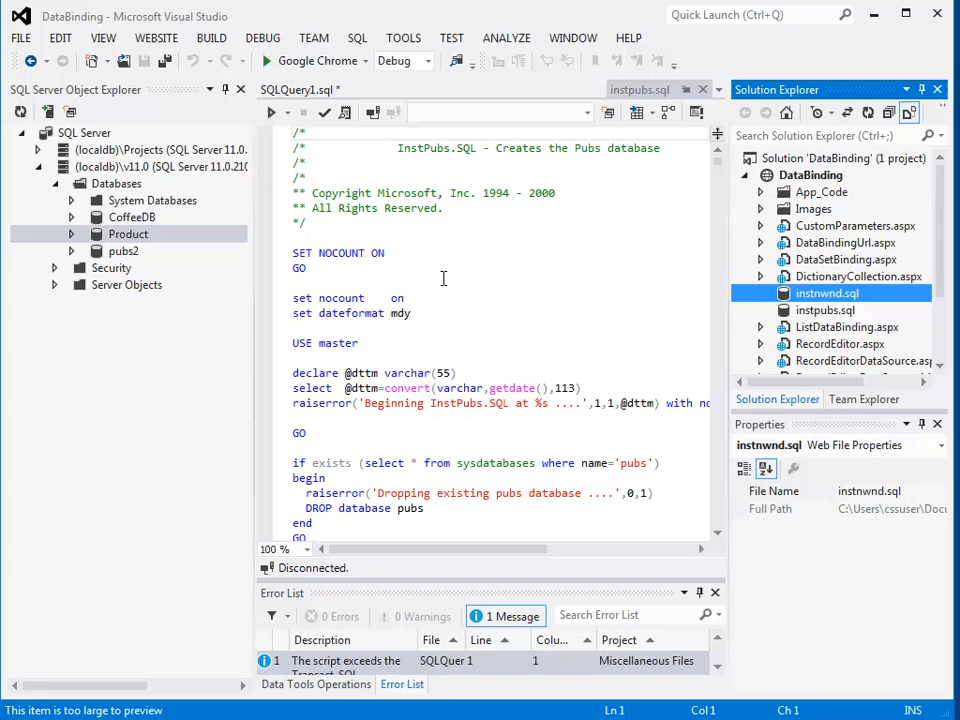 DataBinding - Microsoft Visual Studio
Quick Launch (Ctrl+Q)
FILE EDIT VIEW WEBSITE BUILD DEBUG TEAM SQL TOOLS TEST ANALYZE WINDOW HELP
Google Chrome Debug
SQL Server Object Explorer
SQL Server
(localdb)\Projects (SQL Server 11.0.
(localdb)\v11.0 (SQL Server 11.0.210
Databases
System Databases
CoffeeDB
Product
pubs2
Security
Server Objects
SQLQuery1.sql *
instpubs.sql
/*
/* InstPubs.SQL - Creates the Pubs database
/*
/*
** Copyright Microsoft, Inc. 1994 - 2000
** All Rights Reserved.
*/
SET NOCOUNT ON
GO
set nocount on
set dateformat mdy
USE master
declare @dttm varchar(55)
select @dttm=convert(varchar,getdate(),113)
raiserror('Beginning InstPubs.SQL at %s ....',1,1,@dttm) with no
GO
if exists (select * from sysdatabases where name='pubs')
begin
raiserror('Dropping existing pubs database ....',0,1)
DROP database pubs
end
GO
100 %
Disconnected.
Error List
0 Errors 0 Warnings 1 Message Search Error List
Description File Line Colu... Project
1 The script exceeds the SQLQuer 1 1 Miscellaneous Files
Transact-SQL
Data Tools Operations Error List
Solution Explorer
Search Solution Explorer (Ctrl+;)
Solution 'DataBinding' (1 project)
DataBinding
App_Code
Images
CustomParameters.aspx
DataBindingUrl.aspx
DataSetBinding.aspx
DictionaryCollection.aspx
instnwnd.sql
instpubs.sql
ListDataBinding.aspx
RecordEditor.aspx
RecordEditorDataSource.asp
Solution Explorer Team Explorer
Properties
instnwnd.sql Web File Properties
File Name instnwnd.sql
Full Path C:\Users\cssuser\Docu
This item is too large to preview
Ln 1 Col 1 Ch 1 INS